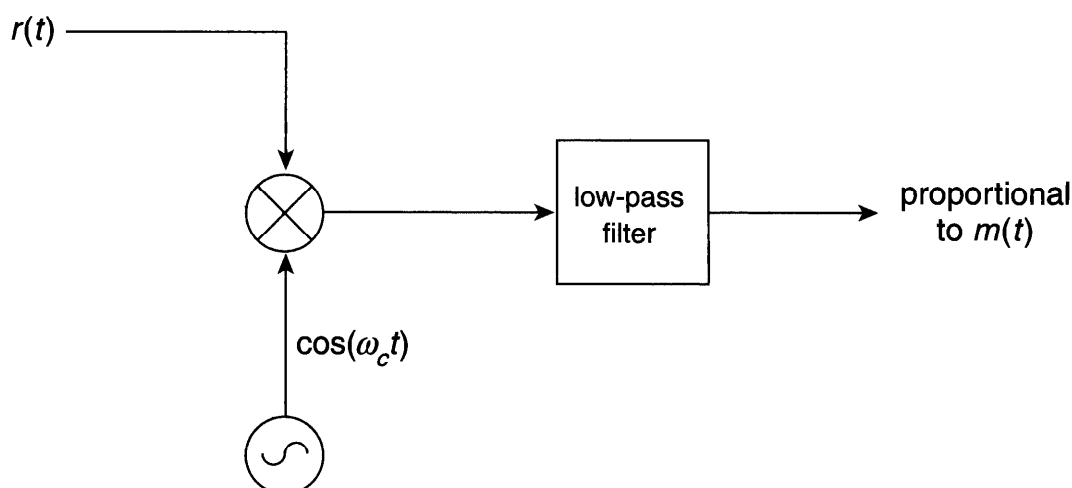 r(t)
low-pass
filter
proportional
to m(t)
cos(ω_c t)